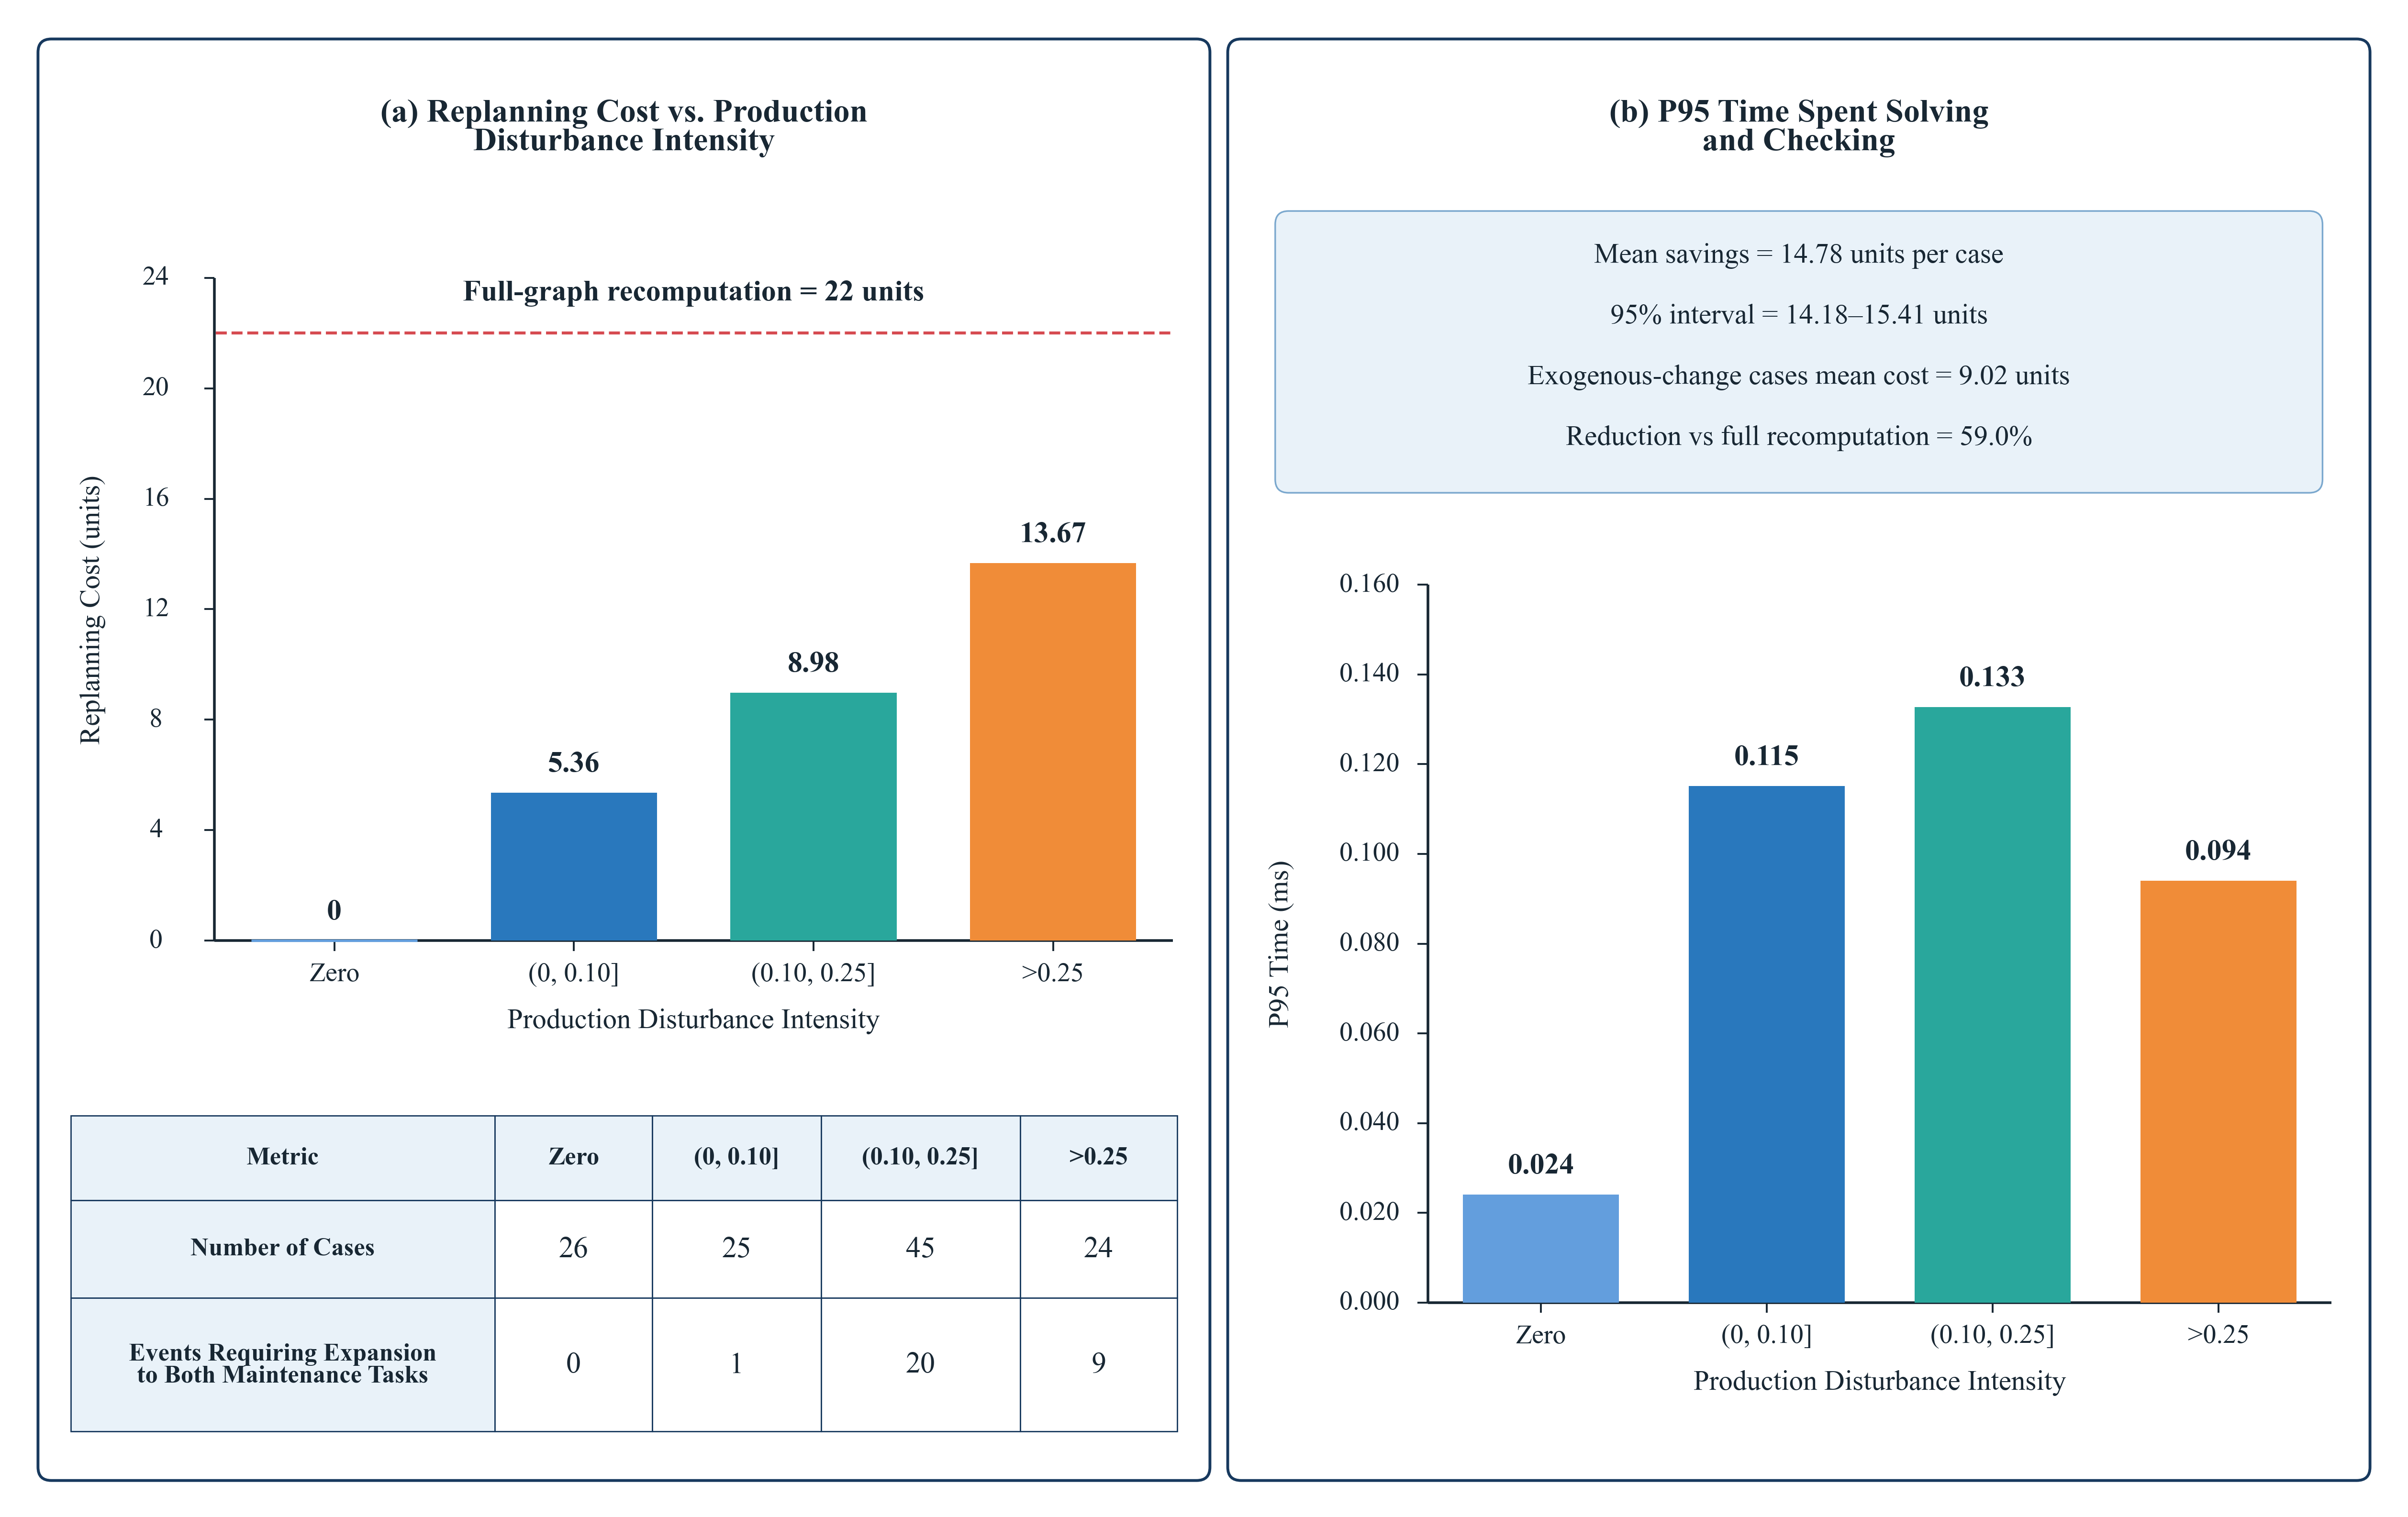 (a) Replanning Cost vs. Production
Disturbance Intensity
Full-graph recomputation = 22 units
24
20
16
12
8
4
0
Replanning Cost (units)
0
5.36
8.98
13.67
Zero
(0, 0.10]
(0.10, 0.25]
>0.25
Production Disturbance Intensity
Metric
Zero
(0, 0.10]
(0.10, 0.25]
>0.25
Number of Cases
26
25
45
24
Events Requiring Expansion
to Both Maintenance Tasks
0
1
20
9
(b) P95 Time Spent Solving
and Checking
Mean savings = 14.78 units per case
95% interval = 14.18–15.41 units
Exogenous-change cases mean cost = 9.02 units
Reduction vs full recomputation = 59.0%
0.160
0.140
0.120
0.100
0.080
0.060
0.040
0.020
0.000
P95 Time (ms)
0.024
0.115
0.133
0.094
Zero
(0, 0.10]
(0.10, 0.25]
>0.25
Production Disturbance Intensity